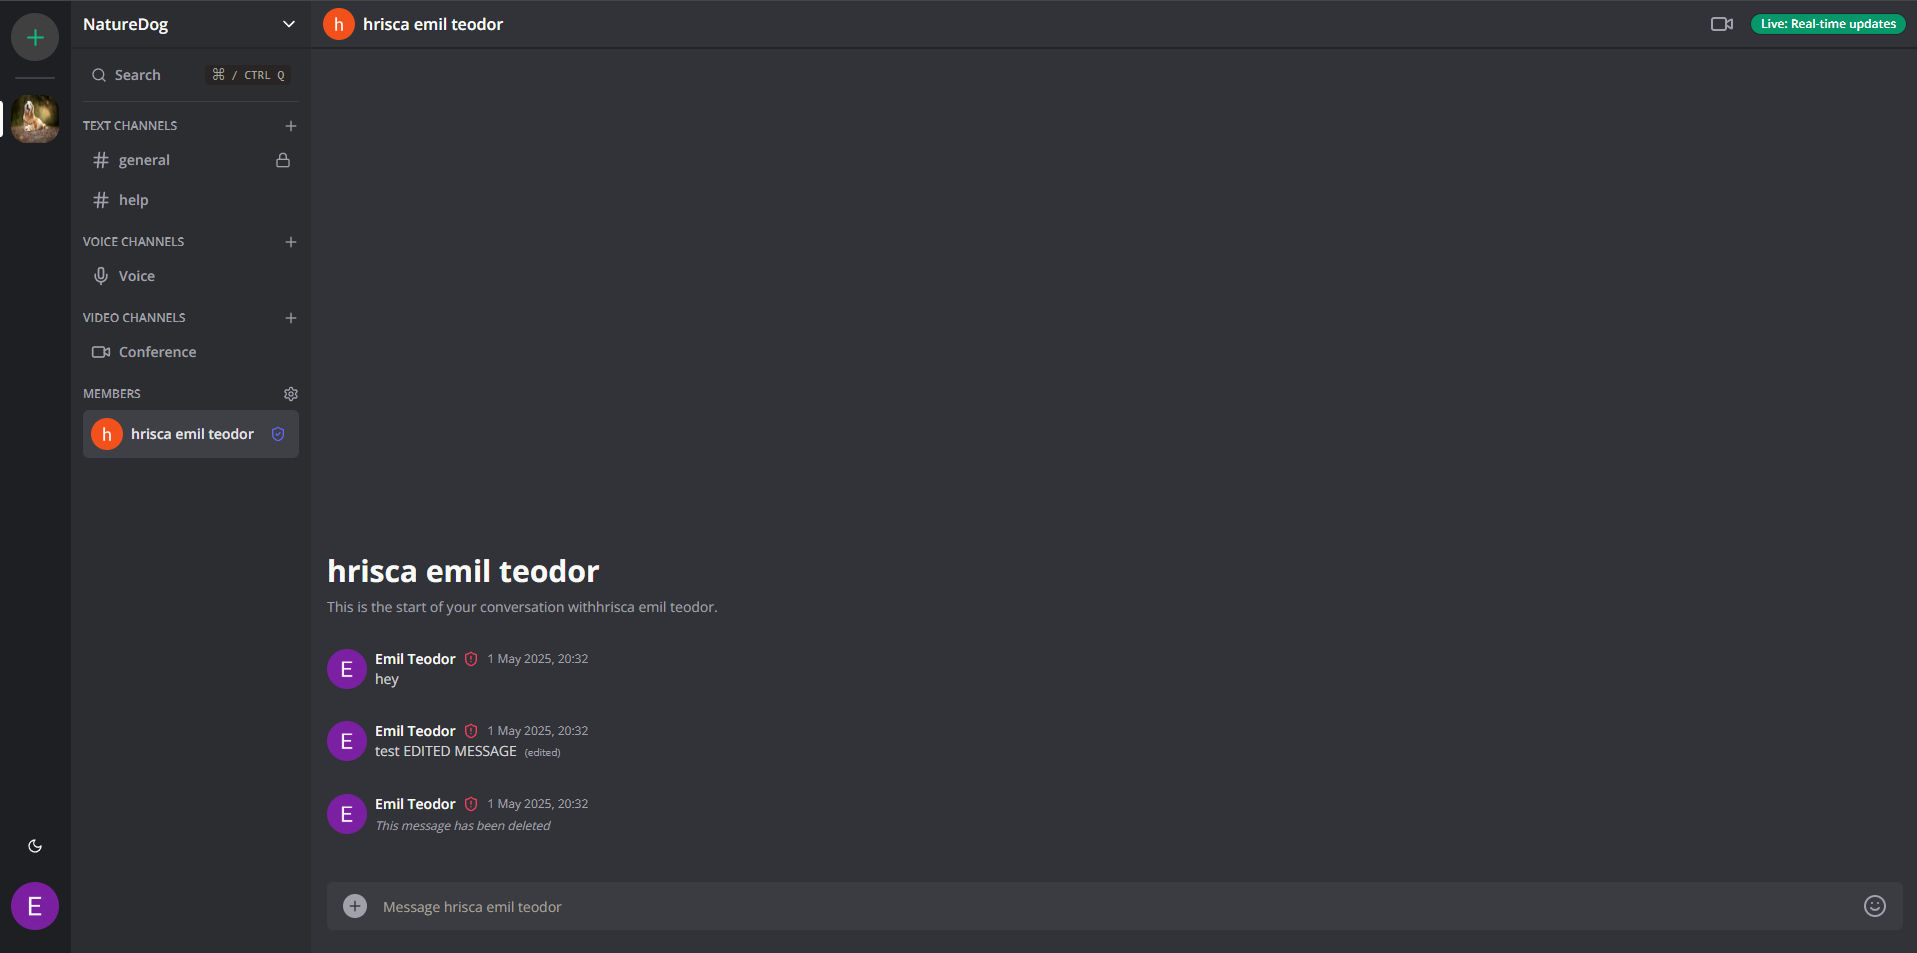 NatureDog
Search
⌘ / CTRL Q
TEXT CHANNELS
general
help
VOICE CHANNELS
Voice
VIDEO CHANNELS
Conference
MEMBERS
h hrisca emil teodor
E
h hrisca emil teodor
Live: Real-time updates
hrisca emil teodor
This is the start of your conversation withhrisca emil teodor.
E
Emil Teodor 1 May 2025, 20:32
hey
E
Emil Teodor 1 May 2025, 20:32
test EDITED MESSAGE (edited)
E
Emil Teodor 1 May 2025, 20:32
This message has been deleted
Message hrisca emil teodor